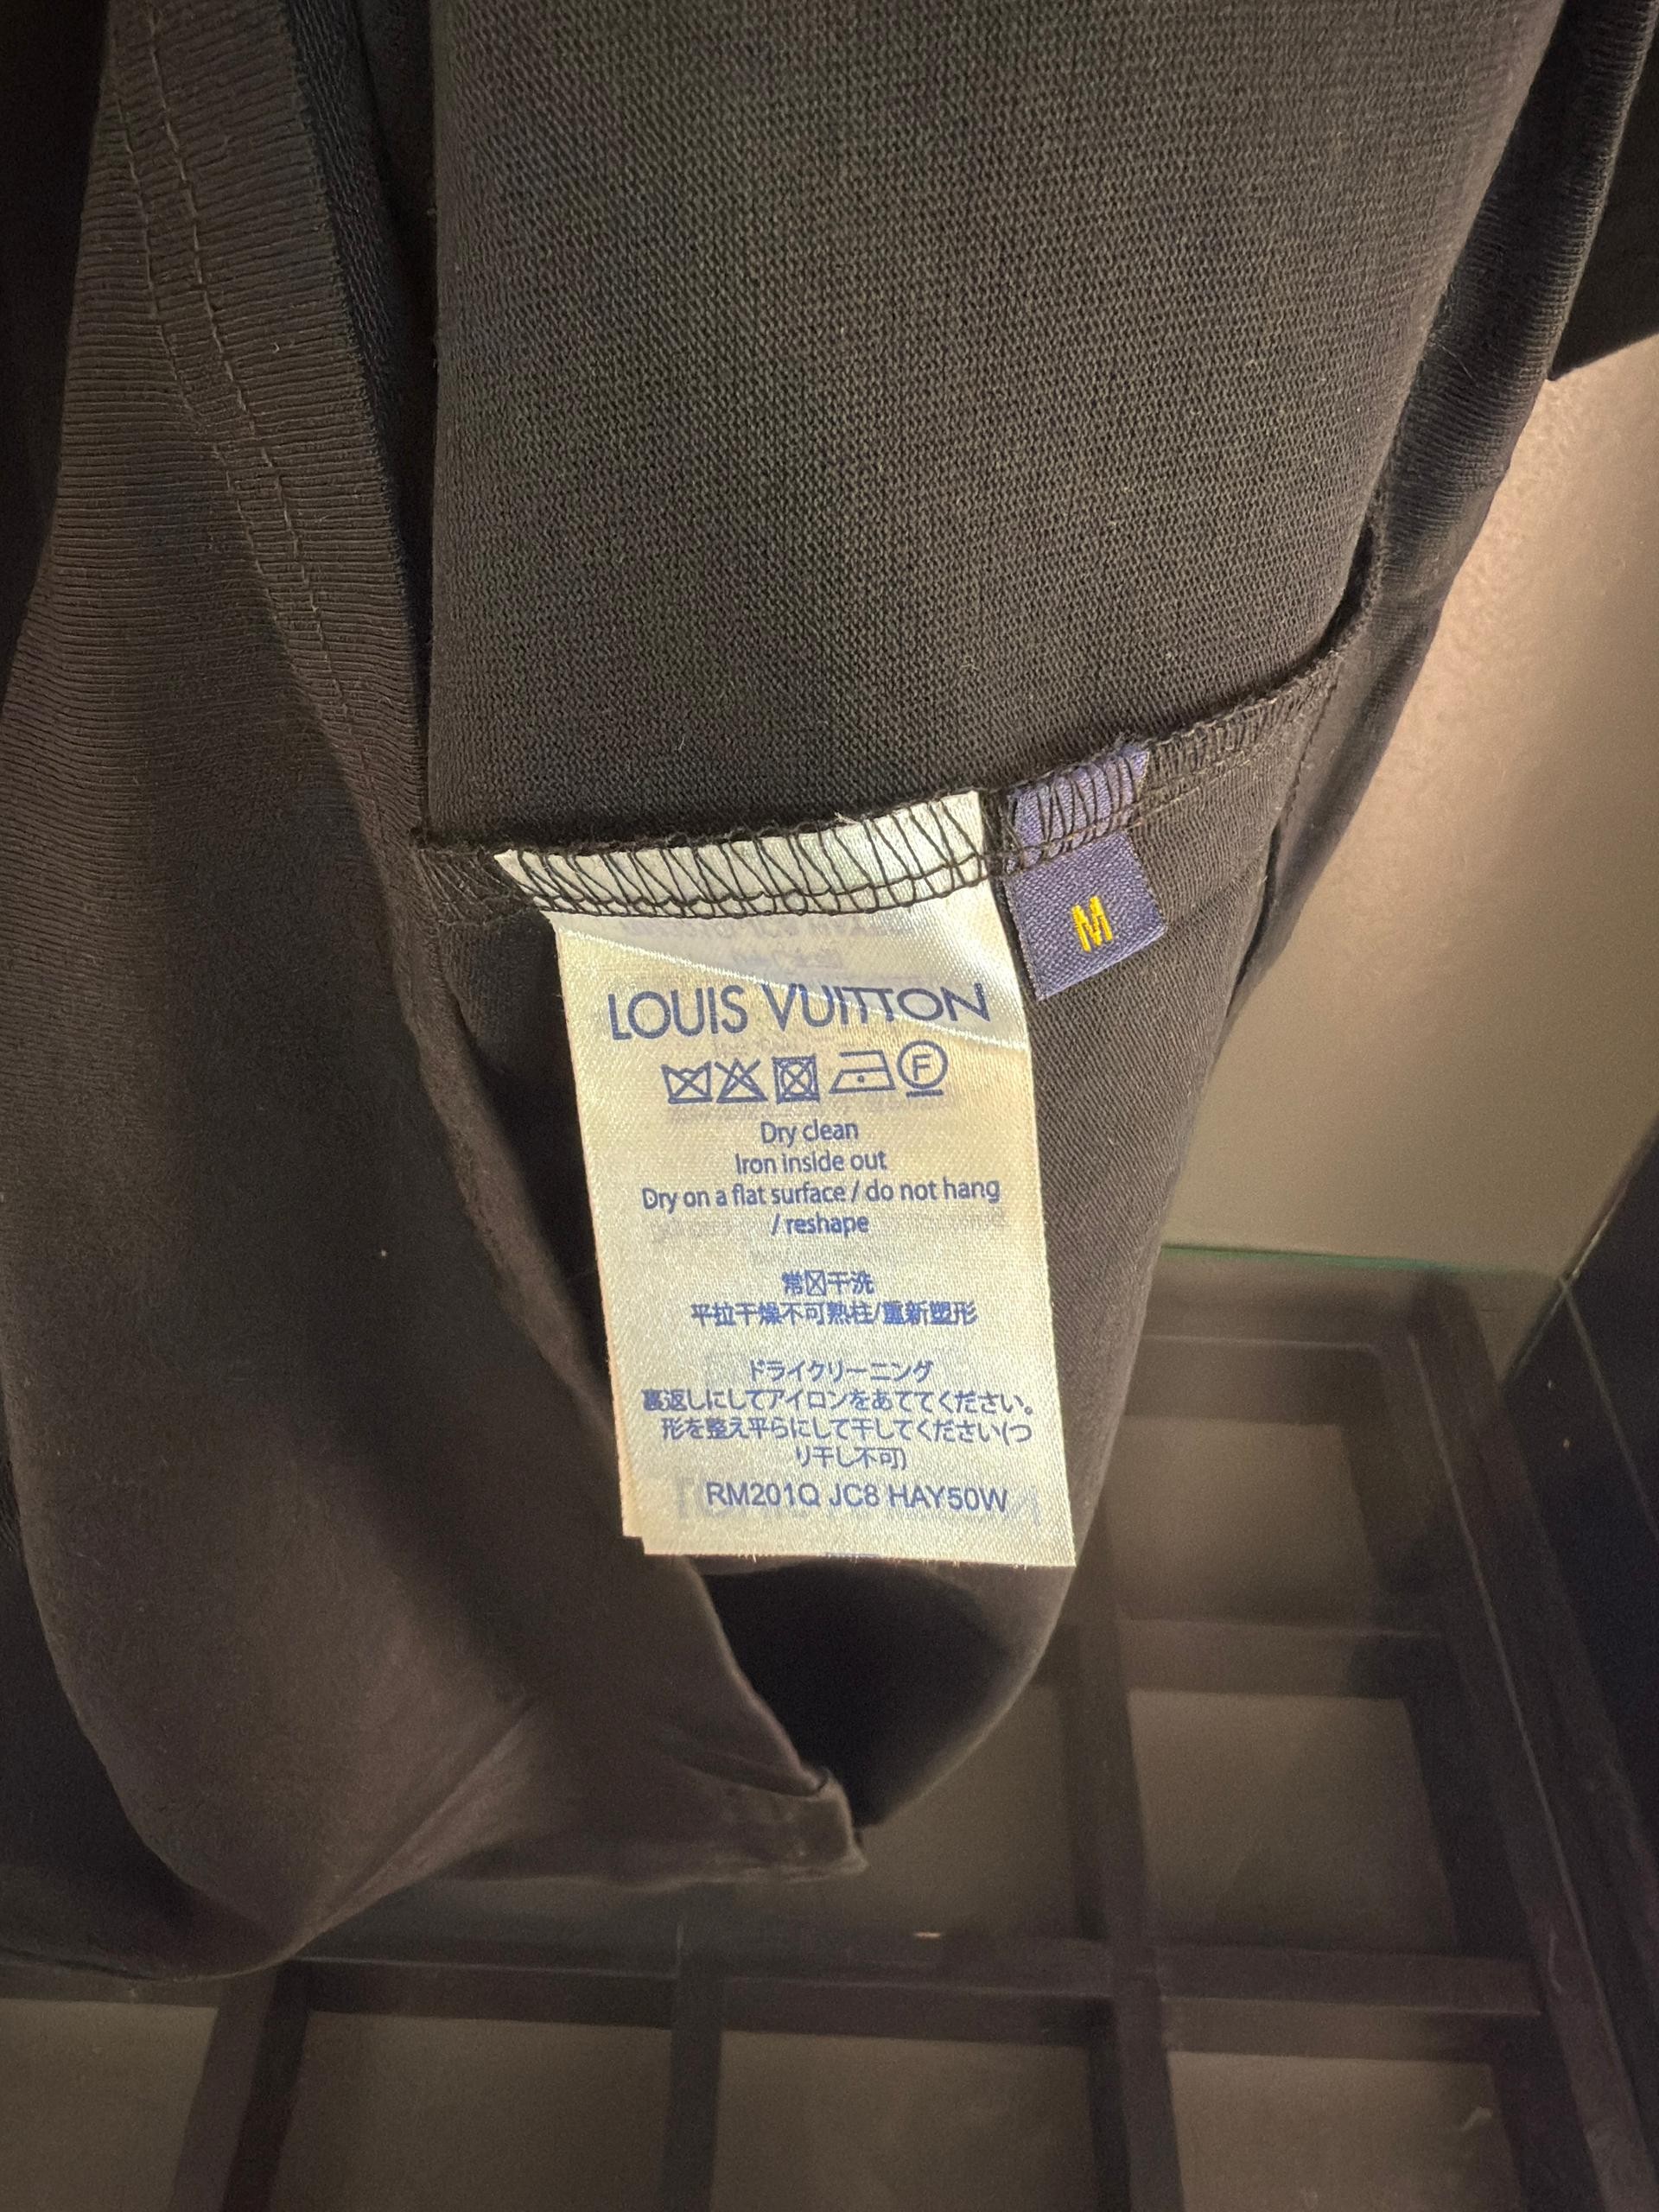 M
LOUIS VUITTON
F
Dry clean
Iron inside out
Dry on a flat surface / do not hang
/ reshape
常☒干洗
平拉干燥不可熟柱/重新塑形
ドライクリーニング
裏返しにしてアイロンをあててください。
形を整え平らにして干してください(つ
り干し不可)
RM201Q JC8 HAY50W